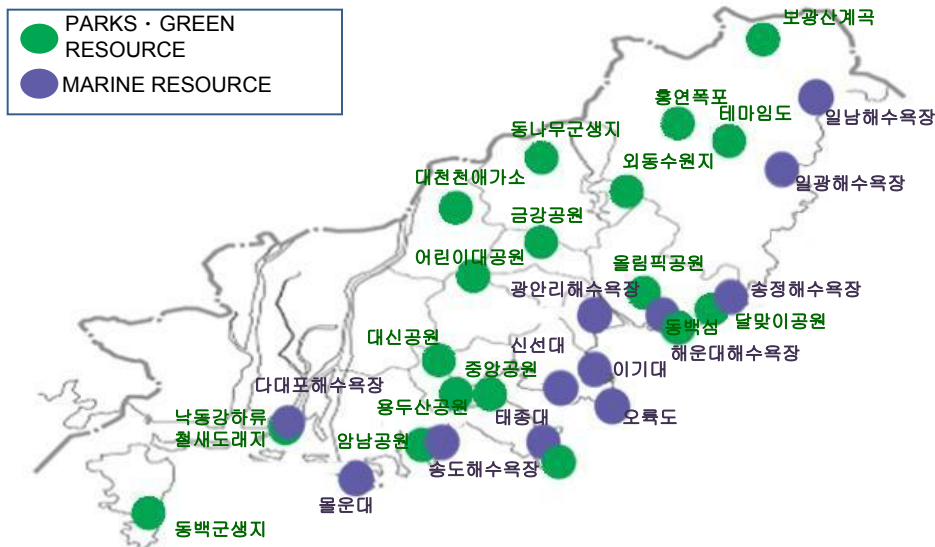 PARKS · GREEN
RESOURCE
MARINE RESOURCE
보광산계곡
홍연폭포
테마임도
일남해수욕장
동나무군생지
외동수원지
대천천애가소
일광해수욕장
금강공원
어린이대공원
올림픽공원
광안리해수욕장
송정해수욕장
달맞이공원
동백섬
신선대
대신공원
해운대해수욕장
중앙공원
이기대
다대포해수욕장
용두산공원
태종대
오륙도
낙동강하류
철새도래지
암남공원
송도해수욕장
몰운대
동백군생지